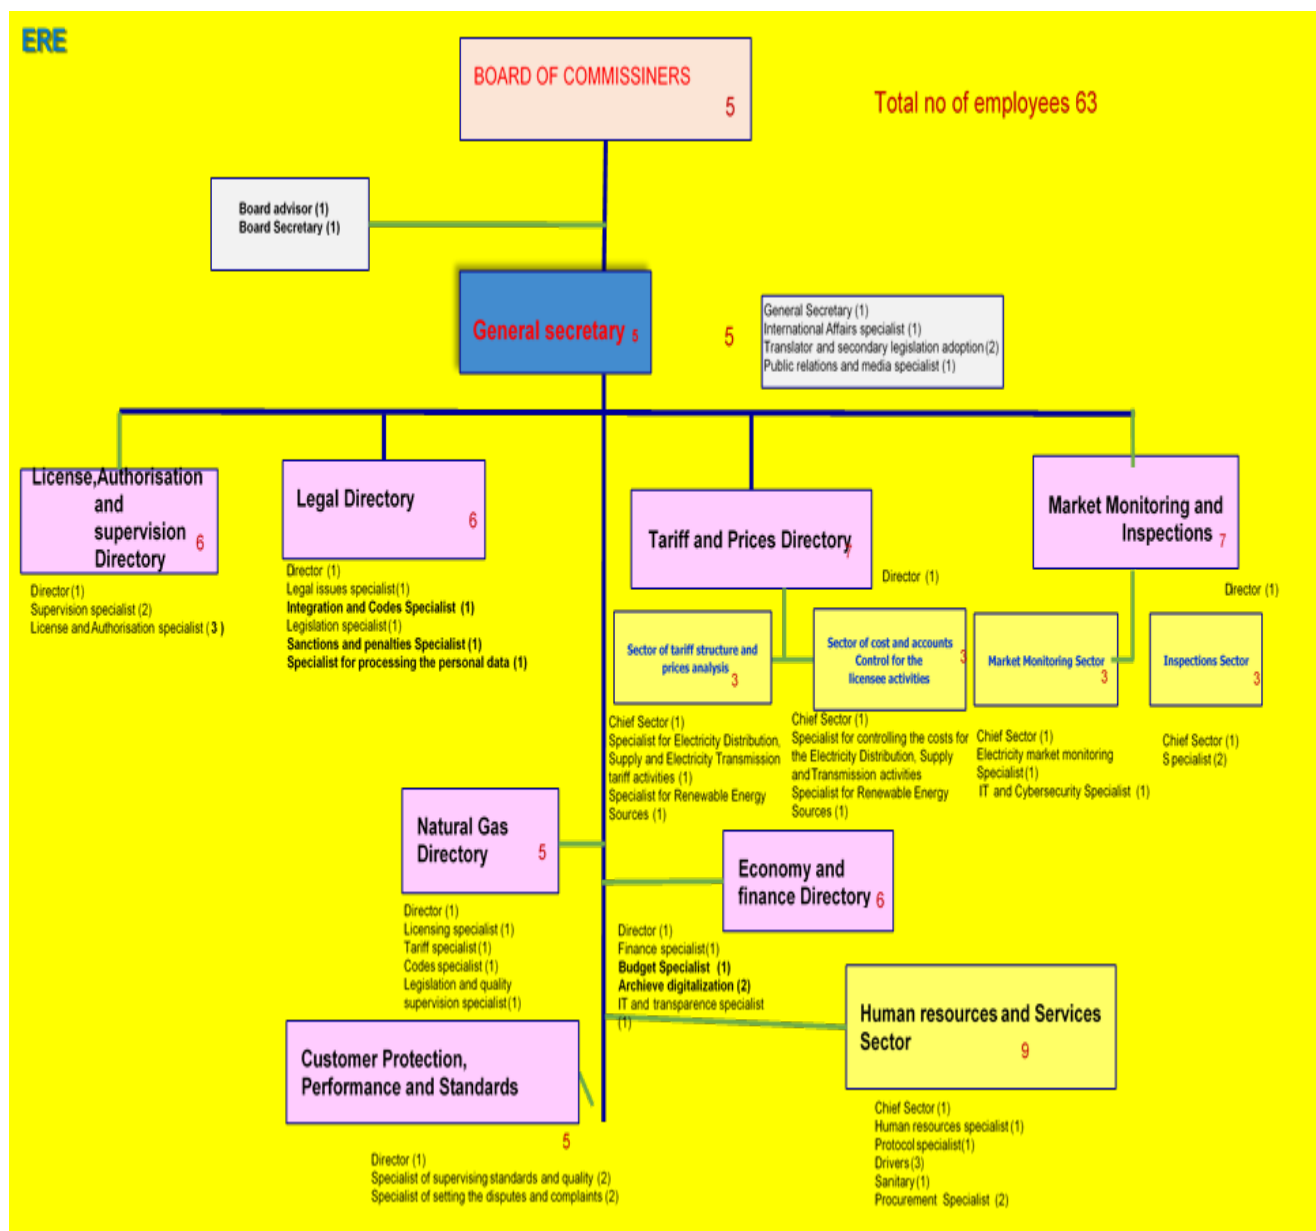 ERE
BOARD OF COMMISSINERS
5
Total no of employees 63
Board advisor (1)
Board Secretary (1)
General secretary 5
5
General Secretary (1)
International Affairs specialist (1)
Translator and secondary legislation adoption (2)
Public relations and media specialist (1)
License,Authorisation
and
supervision
Directory
6
Director (1)
Supervision specialist (2)
License and Authorisation specialist (3 )
Legal Directory
6
Director (1)
Legal issues specialist (1)
Integration and Codes Specialist (1)
Legislation specialist (1)
Sanctions and penalties Specialist (1)
Specialist for processing the personal data (1)
Tariff and Prices Directory
7
Director (1)
Sector of tariff structure and
prices analysis
3
Chief Sector (1)
Specialist for Electricity Distribution,
Supply and Electricity Transmission
tariff activities (1)
Specialist for Renewable Energy
Sources (1)
Sector of cost and accounts
Control for the
licensee activities
3
Chief Sector (1)
Specialist for controlling the costs for
the Electricity Distribution, Supply
and Transmission activities
Specialist for Renewable Energy
Sources (1)
Market Monitoring and
Inspections 7
Director (1)
Market Monitoring Sector
3
Chief Sector (1)
Electricity market monitoring
Specialist (1)
IT and Cybersecurity Specialist (1)
Inspections Sector
3
Chief Sector (1)
Specialist (2)
Natural Gas
Directory
5
Director (1)
Licensing specialist (1)
Tariff specialist (1)
Codes specialist (1)
Legislation and quality
supervision specialist (1)
Economy and
finance Directory 6
Director (1)
Finance specialist (1)
Budget Specialist (1)
Archieve digitalization (2)
IT and transparence specialist
(1)
Customer Protection,
Performance and Standards
5
Director (1)
Specialist of supervising standards and quality (2)
Specialist of setting the disputes and complaints (2)
Human resources and Services
Sector
9
Chief Sector (1)
Human resources specialist (1)
Protocol specialist (1)
Drivers (3)
Sanitary (1)
Procurement Specialist (2)